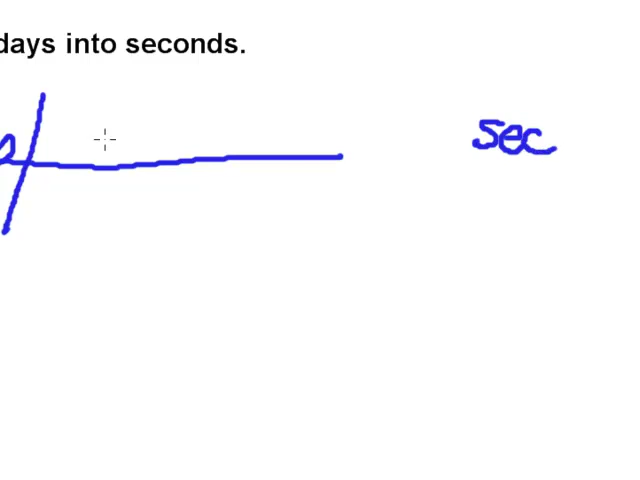 days into seconds.
sec